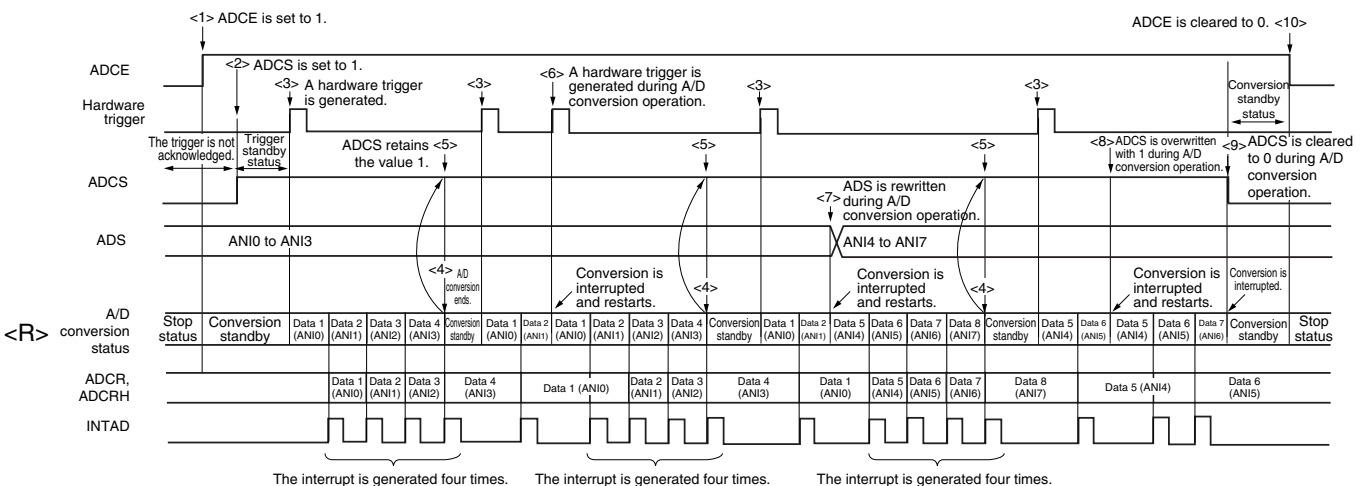 <1> ADCE is set to 1.
ADCE is cleared to 0. <10>
ADCE
<2> ADCS is set to 1.
<3> A hardware trigger
is generated.
<3>
<6> A hardware trigger is
generated during A/D
conversion operation.
<3>
<3>
Conversion
standby
status
Hardware
trigger
The trigger is not
acknowledged.
Trigger
standby
status
ADCS retains <5>
the value 1.
<5>
<5>
<8> ADCS is overwritten
with 1 during A/D
conversion operation.
<9> ADCS is cleared
to 0 during A/D
conversion
operation.
ADCS
<7> ADS is rewritten
during A/D
conversion operation.
ADS
ANI0 to ANI3
ANI4 to ANI7
<4> A/D
conversion
ends.
Conversion is
interrupted
and restarts.
<4>
Conversion is
interrupted
and restarts.
<4>
Conversion is
interrupted
and restarts.
Conversion is
interrupted.
<R>
A/D
conversion
status
Stop
status
Conversion
standby
Data 1
(ANI0)
Data 2
(ANI1)
Data 3
(ANI2)
Data 4
(ANI3)
Conversion
standby
Data 1
(ANI0)
Data 2
(ANI1)
Data 1
(ANI0)
Data 2
(ANI1)
Data 3
(ANI2)
Data 4
(ANI3)
Conversion
standby
Data 1
(ANI0)
Data 2
(ANI1)
Data 5
(ANI4)
Data 6
(ANI5)
Data 7
(ANI6)
Data 8
(ANI7)
Conversion
standby
Data 5
(ANI4)
Data 6
(ANI5)
Data 5
(ANI4)
Data 6
(ANI5)
Data 7
(ANI6)
Conversion
standby
Stop
status
ADCR,
ADCRH
Data 1
(ANI0)
Data 2
(ANI1)
Data 3
(ANI2)
Data 4
(ANI3)
Data 1 (ANI0)
Data 2
(ANI1)
Data 3
(ANI2)
Data 4
(ANI3)
Data 1
(ANI0)
Data 5
(ANI4)
Data 6
(ANI5)
Data 7
(ANI6)
Data 8
(ANI7)
Data 5 (ANI4)
Data 6
(ANI5)
INTAD
The interrupt is generated four times.
The interrupt is generated four times.
The interrupt is generated four times.